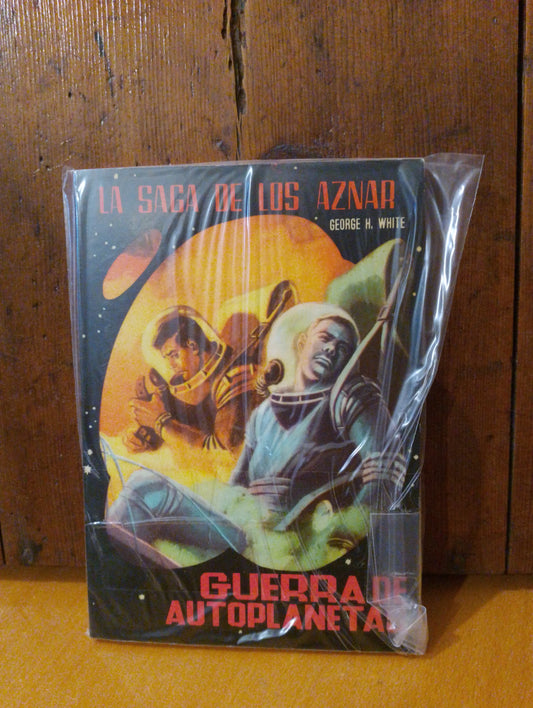 LA SAGA DE LOS AZNAR
GEORGE H. WHITE
GUERRA DE
AUTOPLANETAS